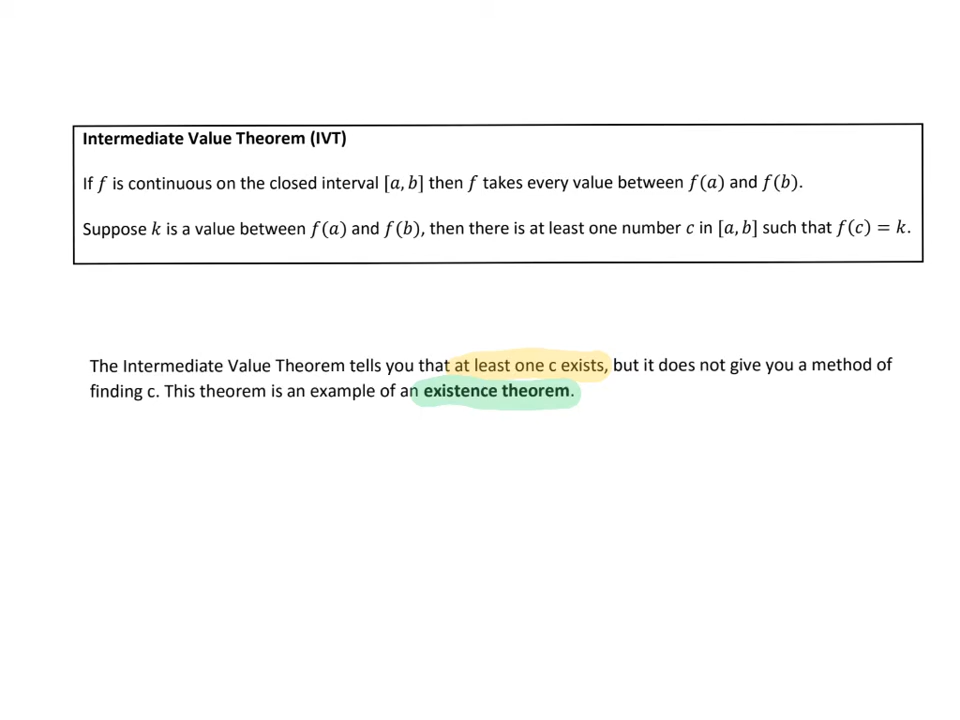 Intermediate Value Theorem (IVT)
If f is continuous on the closed interval [a, b] then f takes every value between f(a) and f(b).
Suppose k is a value between f(a) and f(b), then there is at least one number c in [a, b] such that f(c) = k.
The Intermediate Value Theorem tells you that at least one c exists, but it does not give you a method of
finding c. This theorem is an example of an existence theorem.